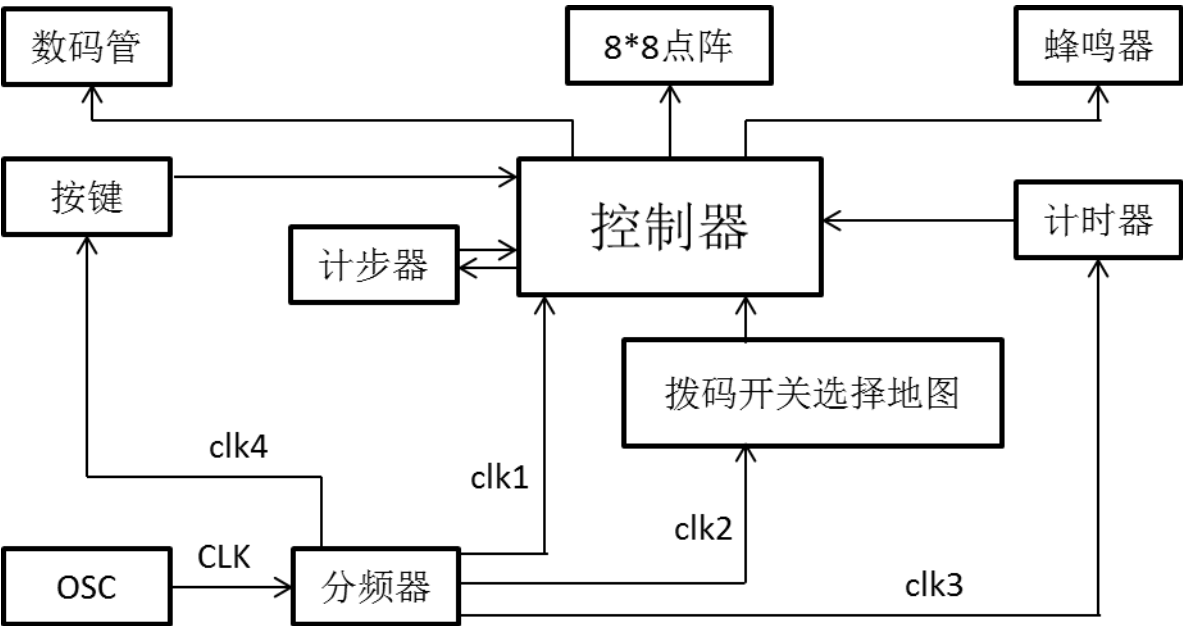 数码管
8*8点阵
蜂鸣器
按键
控制器
计时器
计步器
拨码开关选择地图
clk4
clk1
clk2
CLK
clk3
OSC
分频器